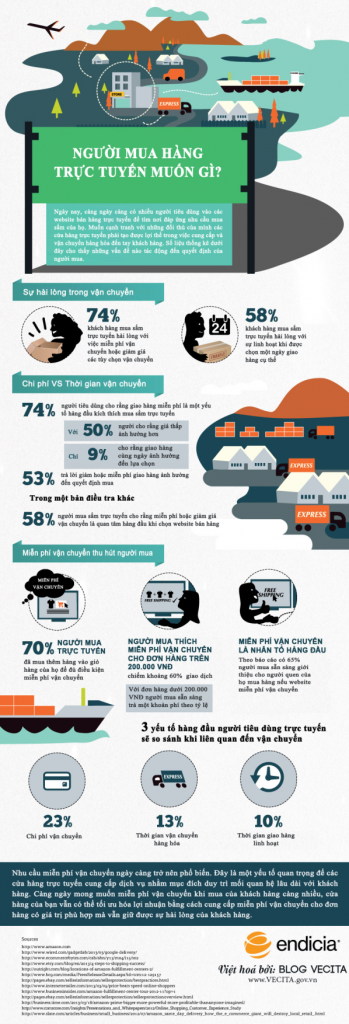 STORE
EXPRESS
NGƯỜI MUA HÀNG
TRỰC TUYẾN MUỐN GÌ?
Ngày nay, càng ngày càng có nhiều người tiêu dùng vào các
website bán hàng trực tuyến để tìm nơi đáp ứng nhu cầu mua
sắm của họ. Muốn cạnh tranh với những đối thủ của mình các
cửa hàng trực tuyến phải tạo được lợi thế trong việc cung cấp và
vận chuyển hàng hóa đến tay khách hàng. Số liệu thống kê dưới
đây cho thấy những vấn đề nào tác động đến quyết định của
người mua.
Sự hài lòng trong vận chuyển
74%
khách hàng mua sắm
trực tuyến hài lòng với
việc miễn phí vận
chuyển hoặc giảm giá
các tùy chọn vận chuyển
24
58%
khách hàng mua sắm
trực tuyến hài lòng với
sự linh hoạt khi được
chọn một ngày giao
hàng cụ thể
Chi phí VS Thời gian vận chuyển
74% người tiêu dùng cho rằng giao hàng miễn phí là một yếu
tố hàng đầu kích thích mua sắm trực tuyến
Với 50% người cho rằng giá thấp
ảnh hưởng hơn
Chỉ 9% cho rằng giao hàng
cùng ngày ảnh hưởng
đến lựa chọn
53% trả lời giảm hoặc miễn phí giao hàng ảnh hưởng
đến quyết định mua
Trong một bản điều tra khác
58% người mua sắm trực tuyến cho rằng miễn phí hoặc giảm giá
vận chuyển là quan tâm hàng đầu khi chọn website bán hàng
EXPRESS
EXPRESS
Miễn phí vận chuyển thu hút người mua
MIỄN PHÍ
VẬN CHUYỂN
FREE SHIPPING
FREE
SHIPPING
70% NGƯỜI MUA
TRỰC TUYẾN
đã mua thêm hàng vào giỏ
hàng của họ để đủ điều kiện
miễn phí vận chuyển
NGƯỜI MUA THÍCH
MIỄN PHÍ VẬN CHUYỂN
CHO ĐƠN HÀNG TRÊN
200.000 VNĐ
chiếm khoảng 60% giao dịch
Với đơn hàng dưới 200.000
VNĐ người mua sẵn sàng
trả một khoản phí theo tỷ lệ
MIỄN PHÍ VẬN CHUYỂN
LÀ NHÂN TỐ HÀNG ĐẦU
Theo báo cáo có 65%
người mua sẵn sàng giới
thiệu cho người quen của
họ mua hàng nếu website
miễn phí vận chuyển
3 yếu tố hàng đầu người tiêu dùng trực tuyến
sẽ so sánh khi liên quan đến vận chuyển
EXPRESS
23%
Chi phí vận chuyển
13%
Thời gian vận chuyển
hàng hóa
10%
Thời gian giao hàng
linh hoạt
Nhu cầu miễn phí vận chuyển ngày càng trở nên phổ biến. Đây là một yếu tố quan trọng để các
cửa hàng trực tuyến cung cấp dịch vụ nhằm mục đích duy trì mối quan hệ lâu dài với khách
hàng. Càng ngày mong muốn miễn phí vận chuyển khi mua của khách hàng càng nhiều, cửa
hàng của bạn vẫn có thể tối ưu hóa lợi nhuận bằng cách cung cấp miễn phí vận chuyển cho đơn
hàng có giá trị phù hợp mà vẫn giữ được sự hài lòng của khách hàng.
Sources
http://www.amazon.com
endicia
Việt hoá bởi: BLOG VECITA
www.VECITA.gov.vn